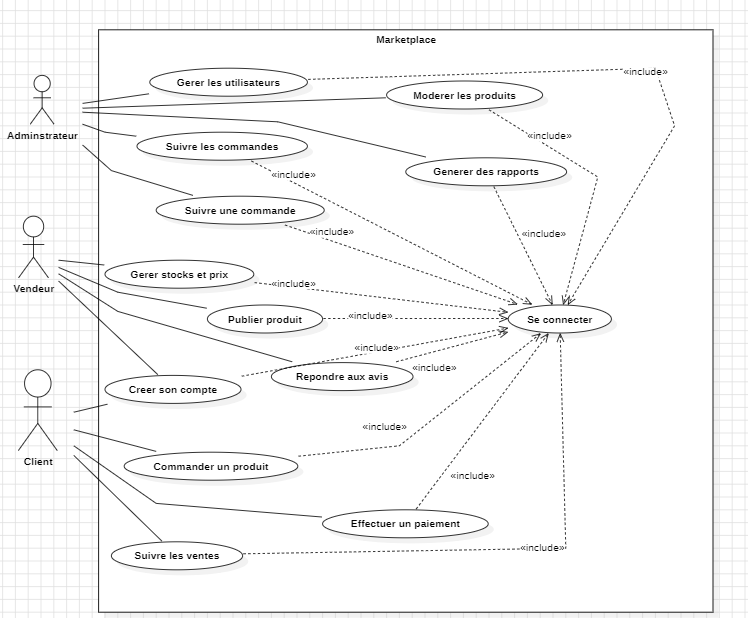 Marketplace
Gerer les utilisateurs
«include»
Moderer les produits
Adminstrateur
«include»
Suivre les commandes
Generer des rapports
«include»
Suivre une commande
«include»
«include»
Gerer stocks et prix
Vendeur
«include»
Publier produit
«include»
Se connecter
«include»
«include»
Repondre aux avis
Creer son compte
«include»
Client
Commander un produit
«include»
Effectuer un paiement
«include»
Suivre les ventes